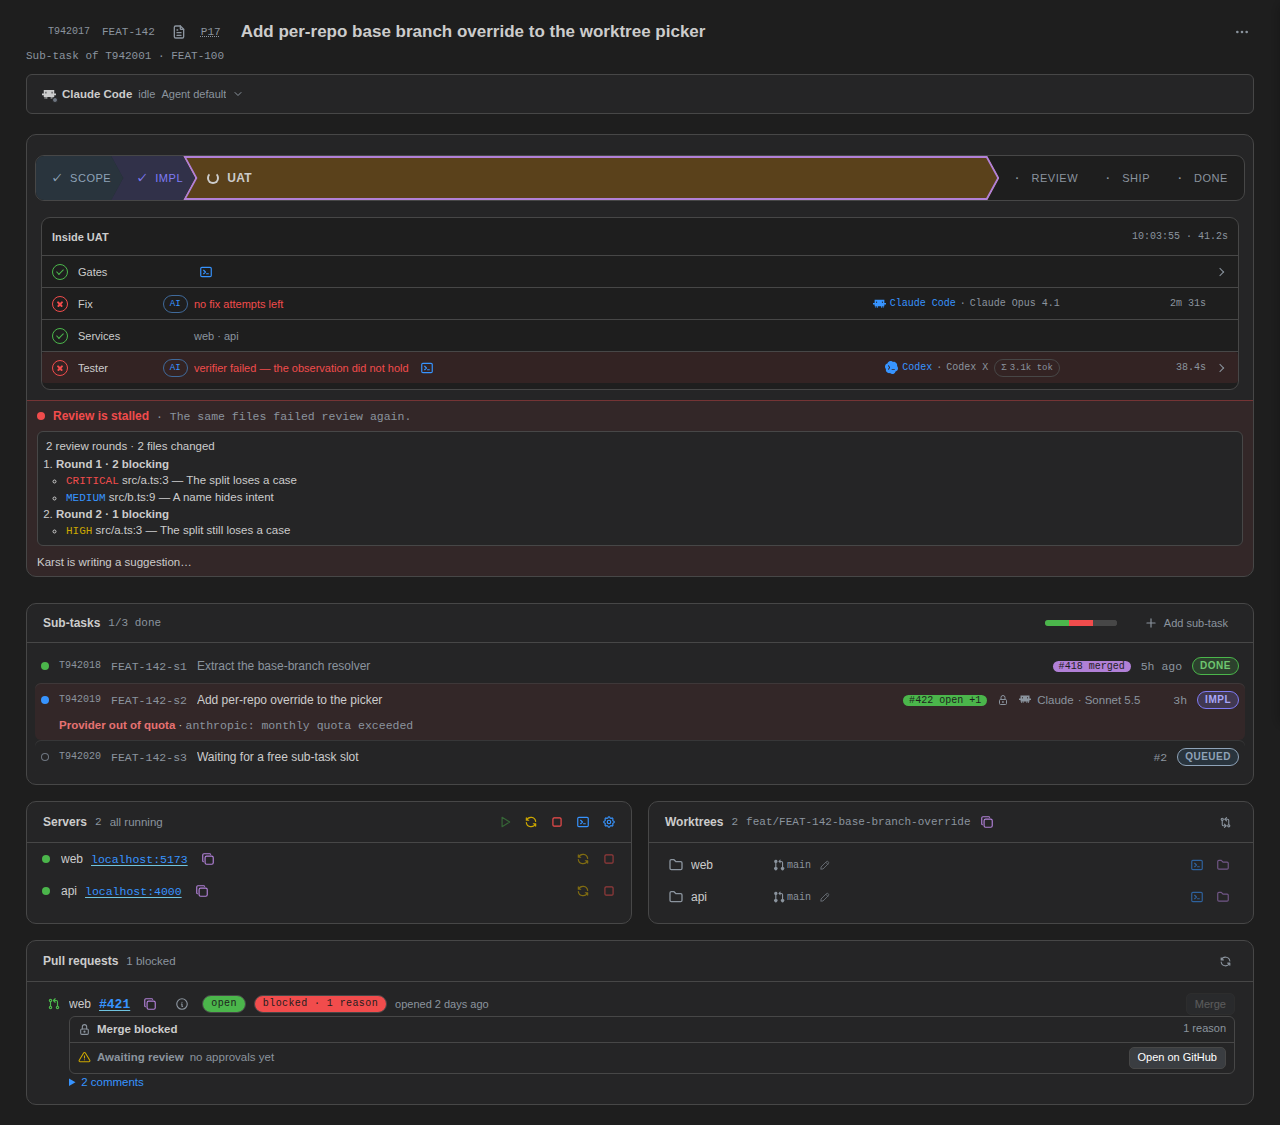 T942017 FEAT-142 P17 Add per-repo base branch override to the worktree picker
Sub-task of T942001 · FEAT-100
Claude Code idle Agent default
SCOPE IMPL UAT · REVIEW · SHIP · DONE
Inside UAT 10:03:55 · 41.2s
Gates
Fix AI no fix attempts left Claude Code · Claude Opus 4.1 2m 31s
Services web · api
Tester AI verifier failed — the observation did not hold Codex · Codex X Σ 3.1k tok 38.4s
Review is stalled · The same files failed review again.
2 review rounds · 2 files changed
1. Round 1 · 2 blocking
CRITICAL src/a.ts:3 — The split loses a case
MEDIUM src/b.ts:9 — A name hides intent
2. Round 2 · 1 blocking
HIGH src/a.ts:3 — The split still loses a case
Karst is writing a suggestion…
Sub-tasks 1/3 done Add sub-task
T942018 FEAT-142-s1 Extract the base-branch resolver #418 merged 5h ago DONE
T942019 FEAT-142-s2 Add per-repo override to the picker #422 open +1 Claude · Sonnet 5.5 3h IMPL
Provider out of quota · anthropic: monthly quota exceeded
T942020 FEAT-142-s3 Waiting for a free sub-task slot #2 QUEUED
Servers 2 all running
web localhost:5173
api localhost:4000
Worktrees 2 feat/FEAT-142-base-branch-override
web main
api main
Pull requests 1 blocked
web #421 open blocked · 1 reason opened 2 days ago Merge
Merge blocked 1 reason
Awaiting review no approvals yet Open on GitHub
2 comments